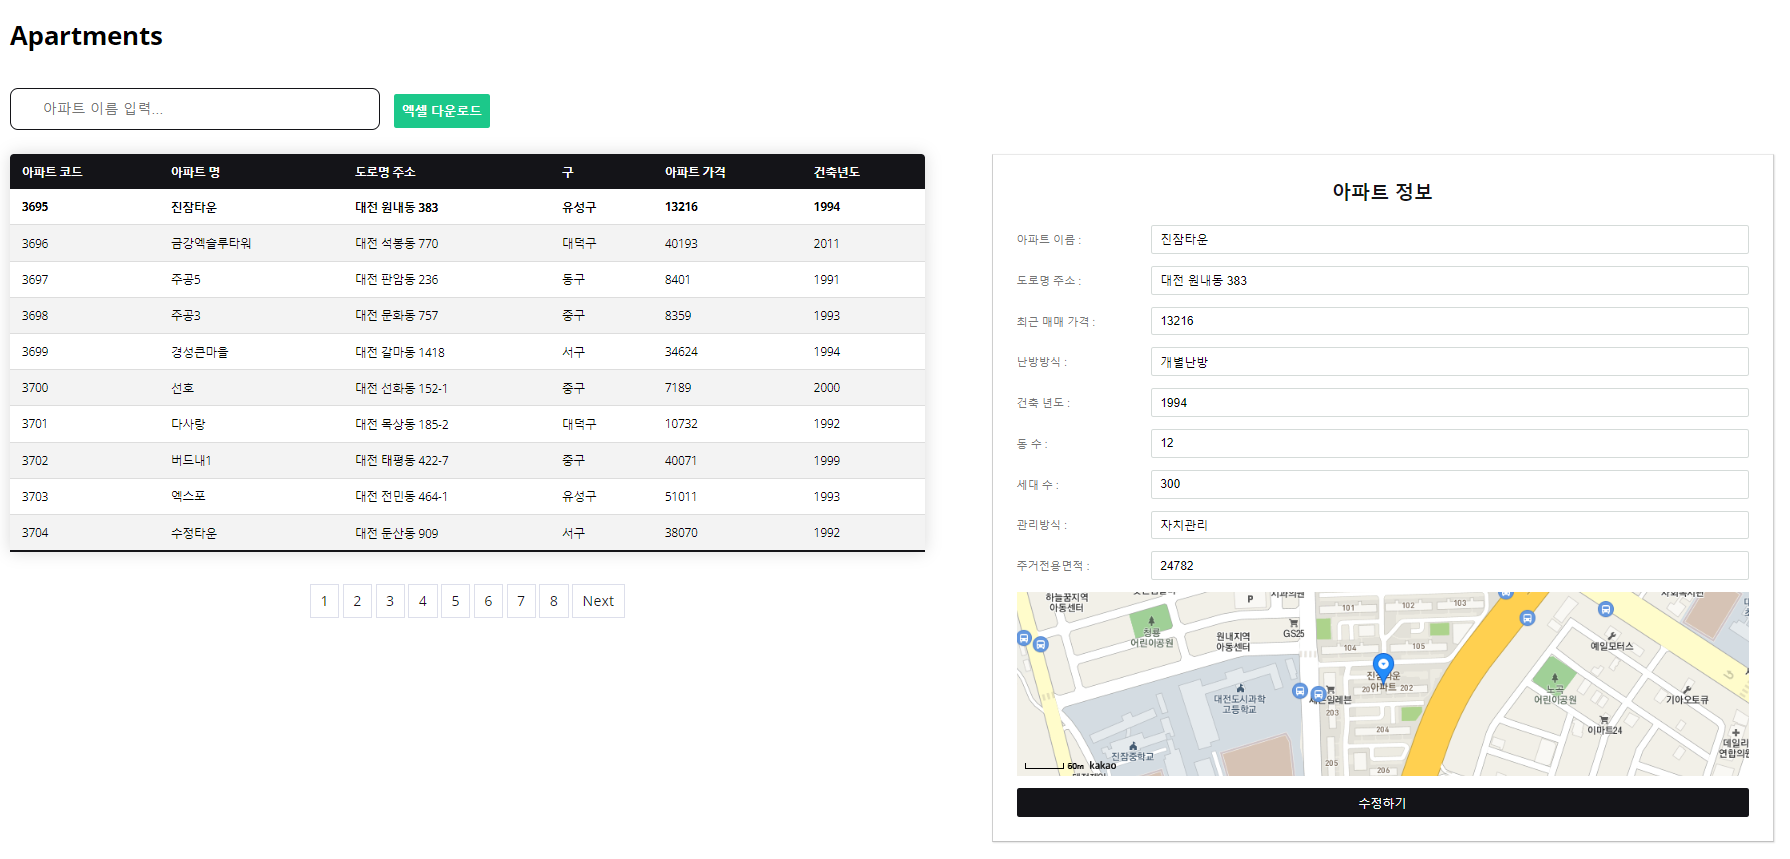 Apartments
아파트 이름 입력...
엑셀 다운로드
아파트 코드 아파트 명 도로명 주소 구 아파트 가격 건축년도
3695 진잠타운 대전 원내동 383 유성구 13216 1994
3696 금강엑슬루타워 대전 석봉동 770 대덕구 40193 2011
3697 주공5 대전 판암동 236 동구 8401 1991
3698 주공3 대전 문화동 757 중구 8359 1993
3699 경성큰마을 대전 갈마동 1418 서구 34624 1994
3700 선호 대전 선화동 152-1 중구 7189 2000
3701 다사랑 대전 목상동 185-2 대덕구 10732 1992
3702 버드내1 대전 태평동 422-7 중구 40071 1999
3703 엑스포 대전 전민동 464-1 유성구 51011 1993
3704 수정타운 대전 둔산동 909 서구 38070 1992
1 2 3 4 5 6 7 8 Next
아파트 정보
아파트 이름 : 진잠타운
도로명 주소 : 대전 원내동 383
최근 매매 가격 : 13216
난방방식 : 개별난방
건축 년도 : 1994
동 수 : 12
세대 수 : 300
관리방식 : 자치관리
주거전용면적 : 24782
하늘꿈지역
아동센터
P
치과의원
101
102
103
청룡
어린이공원
원내지역
아동센터
GS25
104
105
예일모터스
진잠타운
아파트
201
202
세븐일레븐
203
대전도시과학
고등학교
노곡
어린이공원
기아오토큐
204
이마트24
데일리
연합의원
진잠중학교
205
206
60m kakao
수정하기